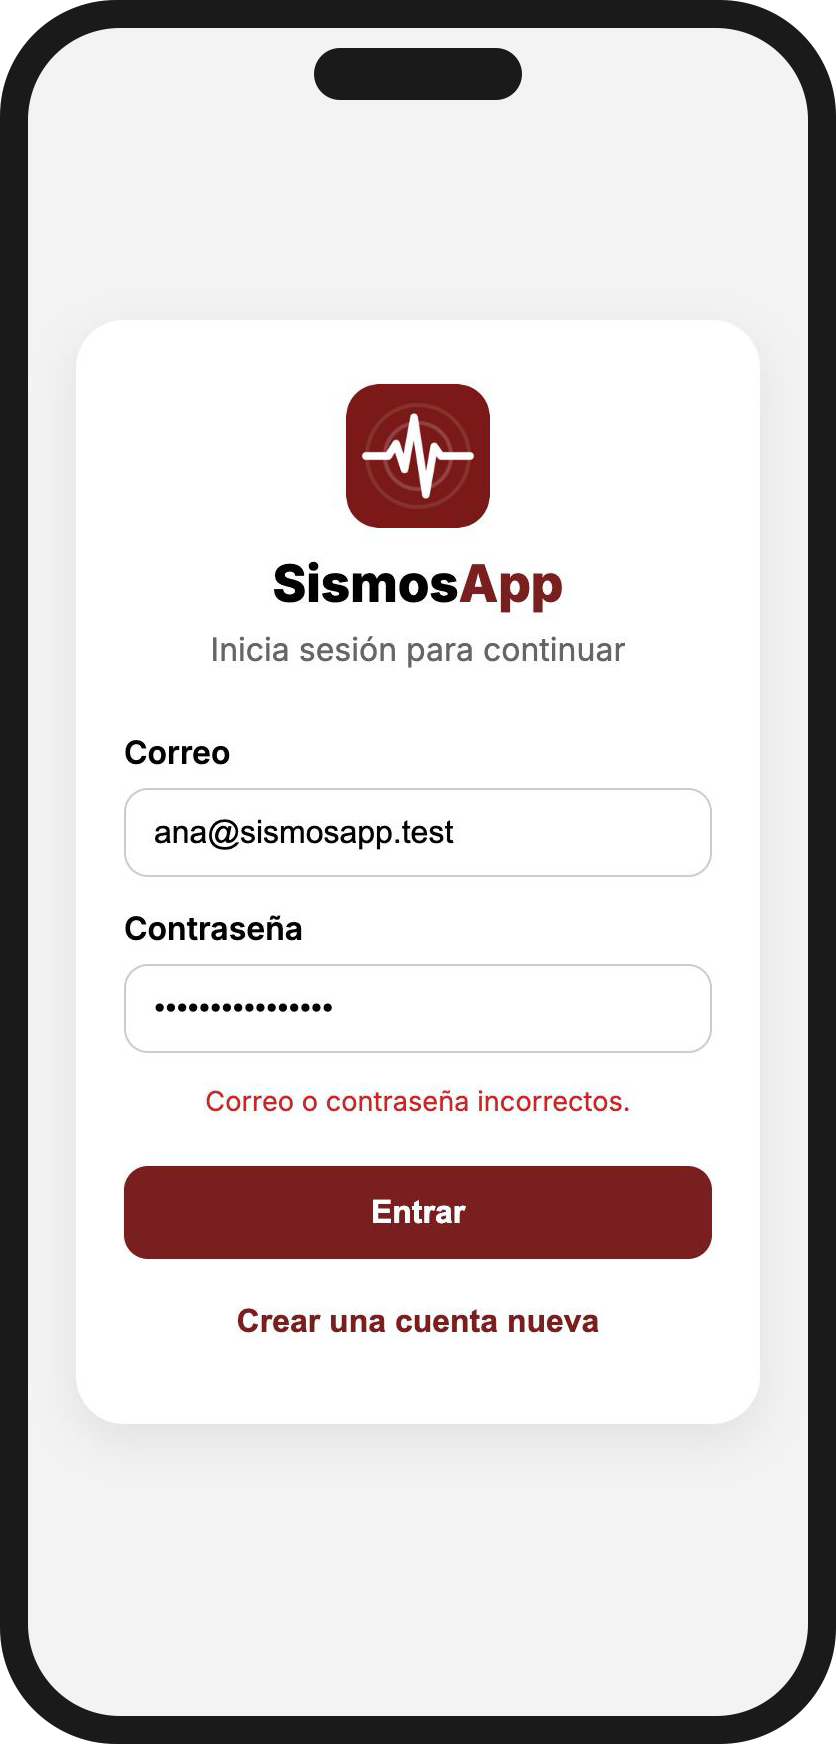 SismosApp
Inicia sesión para continuar
Correo
ana@sismosapp.test
Contraseña
••••••••••••••••
Correo o contraseña incorrectos.
Entrar
Crear una cuenta nueva